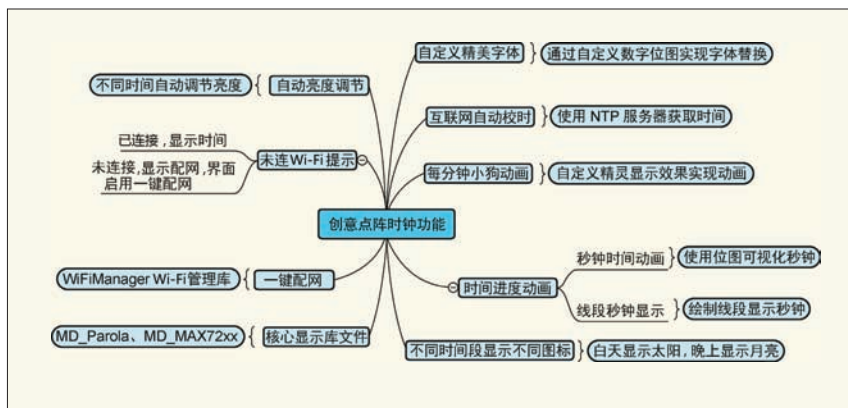 自定义精美字体
通过自定义数字位图实现字体替换
不同时间自动调节亮度
自动亮度调节
互联网自动校时
使用 NTP 服务器获取时间
已连接,显示时间
未连Wi-Fi提示
未连接,显示配网,界面
启用一键配网
每分钟小狗动画
自定义精灵显示效果实现动画
创意点阵时钟功能
秒钟时间动画
使用位图可视化秒钟
WiFiManager Wi-Fi管理库
一键配网
时间进度动画
线段秒钟显示
绘制线段显示秒钟
MD_Parola、MD_MAX72xx
核心显示库文件
不同时间段显示不同图标
白天显示太阳,晚上显示月亮